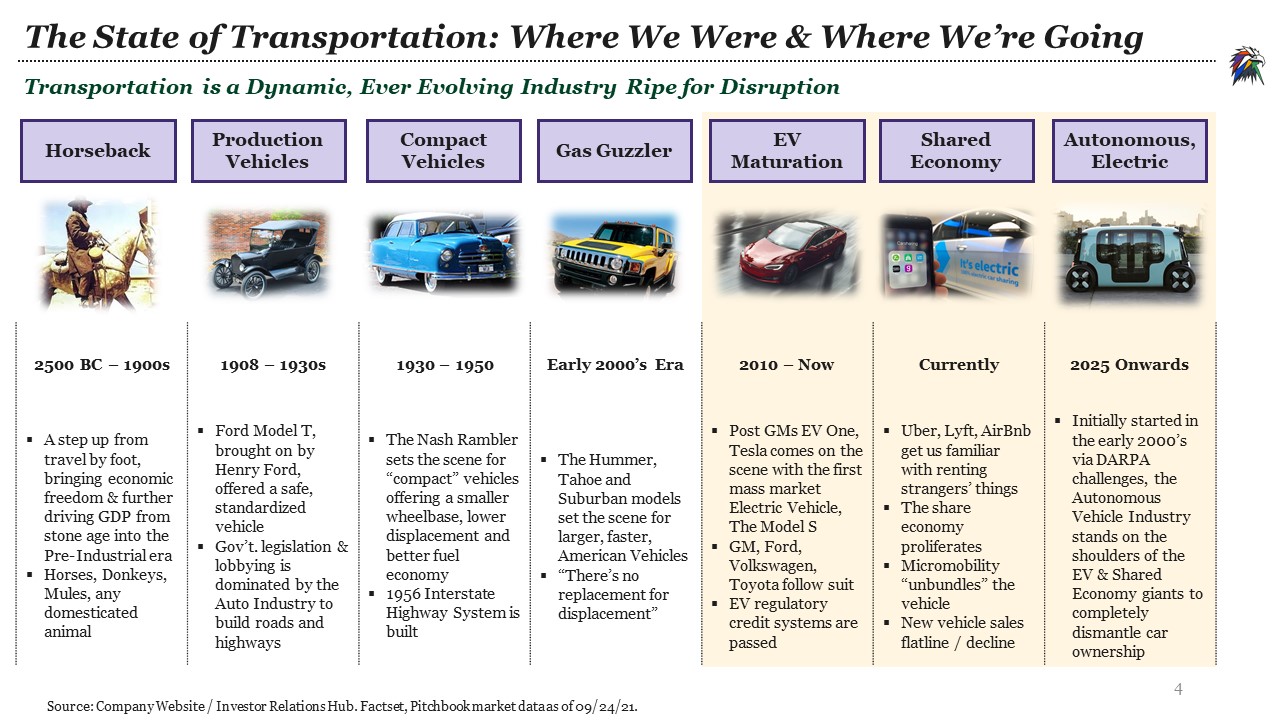 The State of Transportation: Where We Were & Where We're Going
Transportation is a Dynamic, Ever Evolving Industry Ripe for Disruption
Horseback
Production
Vehicles
Compact
Vehicles
Gas Guzzler
EV
Maturation
Shared
Economy
Autonomous,
Electric
It's electric
2500 BC – 1900s
1908 – 1930s
1930 – 1950
Early 2000's Era
2010 – Now
Currently
2025 Onwards
▪ A step up from
travel by foot,
bringing economic
freedom & further
driving GDP from
stone age into the
Pre-Industrial era
▪ Horses, Donkeys,
Mules, any
domesticated
animal
▪ Ford Model T,
brought on by
Henry Ford,
offered a safe,
standardized
vehicle
▪ Gov't. legislation &
lobbying is
dominated by the
Auto Industry to
build roads and
highways
▪ The Nash Rambler
sets the scene for
"compact" vehicles
offering a smaller
wheelbase, lower
displacement and
better fuel
economy
▪ 1956 Interstate
Highway System is
built
▪ The Hummer,
Tahoe and
Suburban models
set the scene for
larger, faster,
American Vehicles
▪ "There's no
replacement for
displacement"
▪ Post GMs EV One,
Tesla comes on the
scene with the first
mass market
Electric Vehicle,
The Model S
▪ GM, Ford,
Volkswagen,
Toyota follow suit
▪ EV regulatory
credit systems are
passed
▪ Uber, Lyft, AirBnb
get us familiar
with renting
strangers' things
▪ The share
economy
proliferates
▪ Micromobility
"unbundles" the
vehicle
▪ New vehicle sales
flatline / decline
▪ Initially started in
the early 2000's
via DARPA
challenges, the
Autonomous
Vehicle Industry
stands on the
shoulders of the
EV & Shared
Economy giants to
completely
dismantle car
ownership
4
Source: Company Website / Investor Relations Hub. Factset, Pitchbook market data as of 09/24/21.